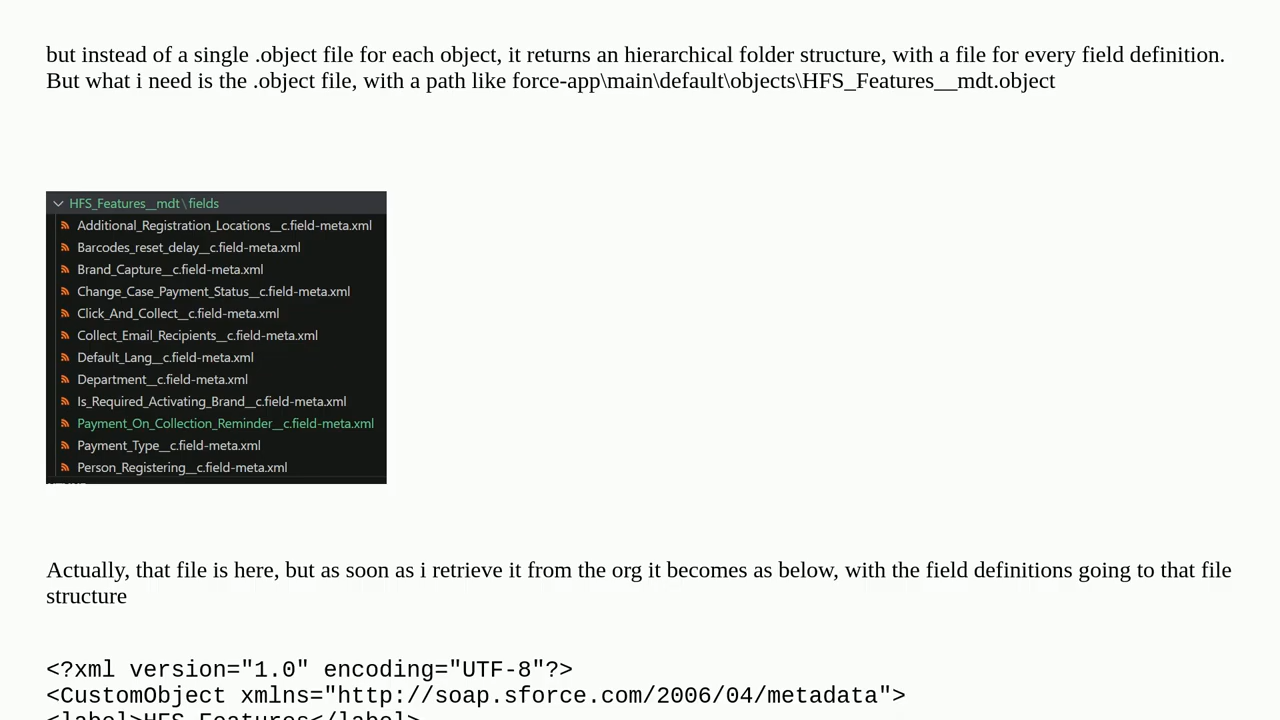 but instead of a single .object file for each object, it returns an hierarchical folder structure, with a file for every field definition.
But what i need is the .object file, with a path like force-app\main\default\objects\HFS_Features__mdt.object
HFS_Features__mdt\fields
Additional_Registration_Locations__c.field-meta.xml
Barcodes_reset_delay__c.field-meta.xml
Brand_Capture__c.field-meta.xml
Change_Case_Payment_Status__c.field-meta.xml
Click_And_Collect__c.field-meta.xml
Collect_Email_Recipients__c.field-meta.xml
Default_Lang__c.field-meta.xml
Department__c.field-meta.xml
Is_Required_Activating_Brand__c.field-meta.xml
Payment_On_Collection_Reminder__c.field-meta.xml
Payment_Type__c.field-meta.xml
Person_Registering__c.field-meta.xml
Actually, that file is here, but as soon as i retrieve it from the org it becomes as below, with the field definitions going to that file
structure
<?xml version="1.0" encoding="UTF-8"?>
<CustomObject xmlns="http://soap.sforce.com/2006/04/metadata">
<label>HFS Features</label>